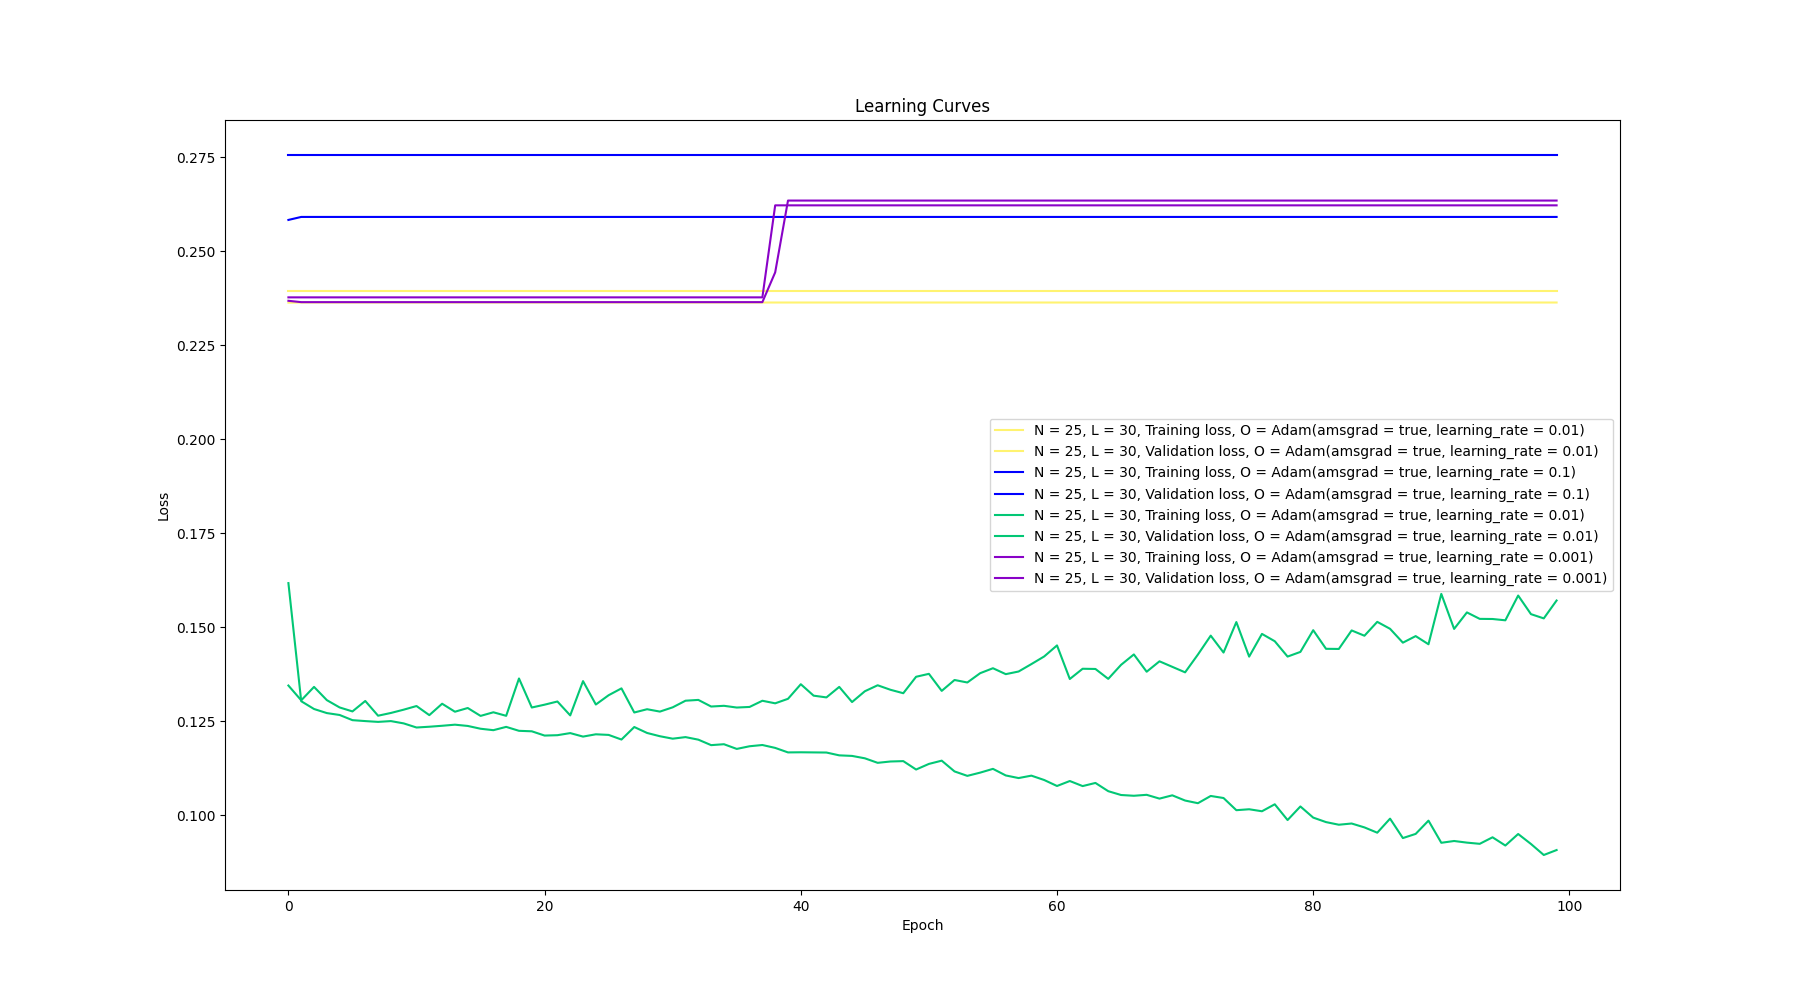 Learning Curves
0.275
0.250
0.225
0.200
0.175
0.150
0.125
0.100
Loss
N = 25, L = 30, Training loss, O = Adam(amsgrad = true, learning_rate = 0.01)
N = 25, L = 30, Validation loss, O = Adam(amsgrad = true, learning_rate = 0.01)
N = 25, L = 30, Training loss, O = Adam(amsgrad = true, learning_rate = 0.1)
N = 25, L = 30, Validation loss, O = Adam(amsgrad = true, learning_rate = 0.1)
N = 25, L = 30, Training loss, O = Adam(amsgrad = true, learning_rate = 0.01)
N = 25, L = 30, Validation loss, O = Adam(amsgrad = true, learning_rate = 0.01)
N = 25, L = 30, Training loss, O = Adam(amsgrad = true, learning_rate = 0.001)
N = 25, L = 30, Validation loss, O = Adam(amsgrad = true, learning_rate = 0.001)
0 20 40 60 80 100
Epoch